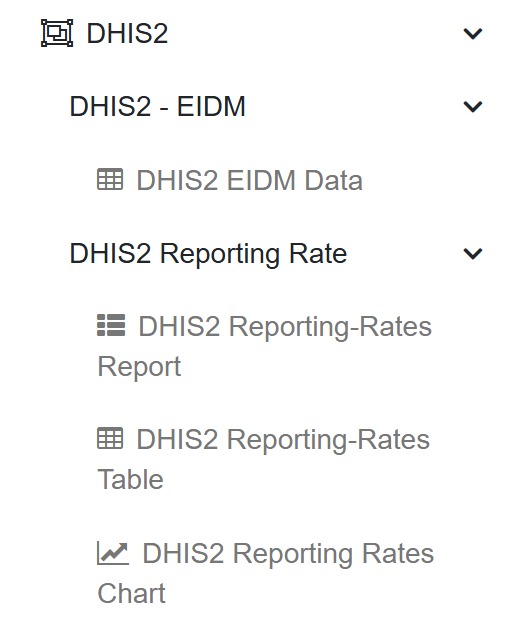 DHIS2
DHIS2 - EIDM
DHIS2 EIDM Data
DHIS2 Reporting Rate
DHIS2 Reporting-Rates
Report
DHIS2 Reporting-Rates
Table
DHIS2 Reporting Rates
Chart